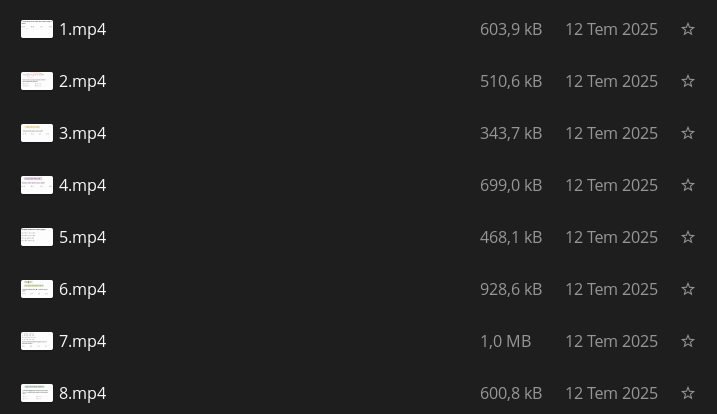 1.mp4 603,9 kB 12 Tem 2025
2.mp4 510,6 kB 12 Tem 2025
3.mp4 343,7 kB 12 Tem 2025
4.mp4 699,0 kB 12 Tem 2025
5.mp4 468,1 kB 12 Tem 2025
6.mp4 928,6 kB 12 Tem 2025
7.mp4 1,0 MB 12 Tem 2025
8.mp4 600,8 kB 12 Tem 2025